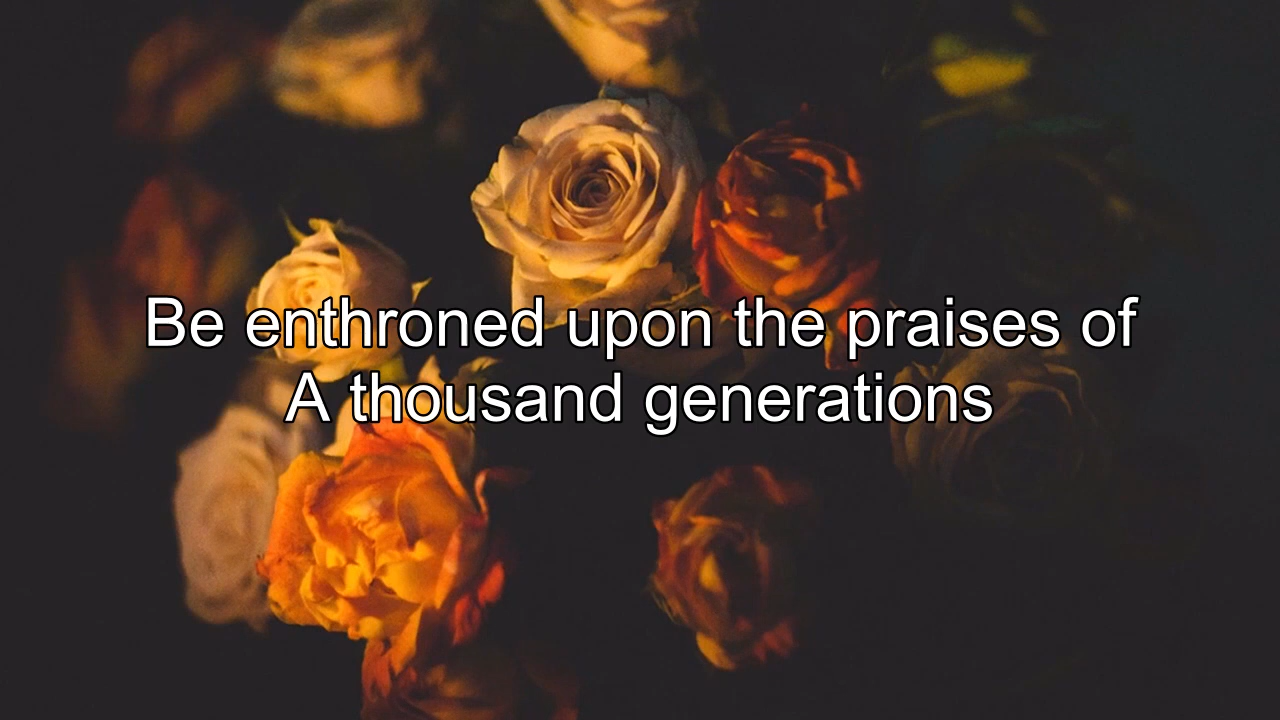 Be enthroned upon the praises of
A thousand generations